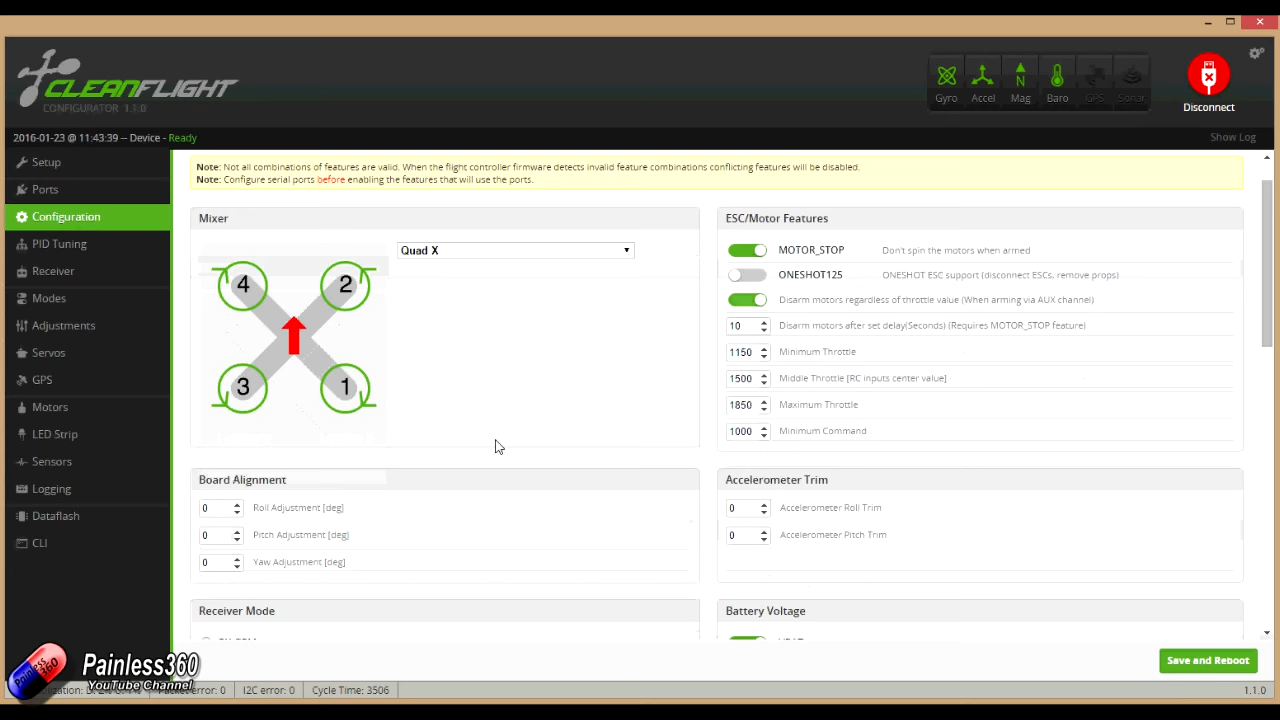 CLEANFLIGHT
CONFIGURATOR 1.1.0
Gyro
Accel
Mag
Baro
GPS
Sonar
Disconnect
2016-01-23 @ 11:43:39 -- Device - Ready
Show Log
Setup
Ports
Configuration
PID Tuning
Receiver
Modes
Adjustments
Servos
GPS
Motors
LED Strip
Sensors
Logging
Dataflash
CLI
Note: Not all combinations of features are valid. When the flight controller firmware detects invalid feature combinations conflicting features will be disabled.
Note: Configure serial ports before enabling the features that will use the ports.
Mixer
Quad X
4
2
3
1
ESC/Motor Features
MOTOR_STOP Don't spin the motors when armed
ONESHOT125 ONESHOT ESC support (disconnect ESCs, remove props)
Disarm motors regardless of throttle value (When arming via AUX channel)
10 Disarm motors after set delay(Seconds) (Requires MOTOR_STOP feature)
1150 Minimum Throttle
1500 Middle Throttle [RC inputs center value]
1850 Maximum Throttle
1000 Minimum Command
Board Alignment
0 Roll Adjustment [deg]
0 Pitch Adjustment [deg]
0 Yaw Adjustment [deg]
Accelerometer Trim
0 Accelerometer Roll Trim
0 Accelerometer Pitch Trim
Receiver Mode
Battery Voltage
Save and Reboot
Painless360
Painless360
YouTube Channel
error: 0
I2C error: 0
Cycle Time: 3506
1.1.0